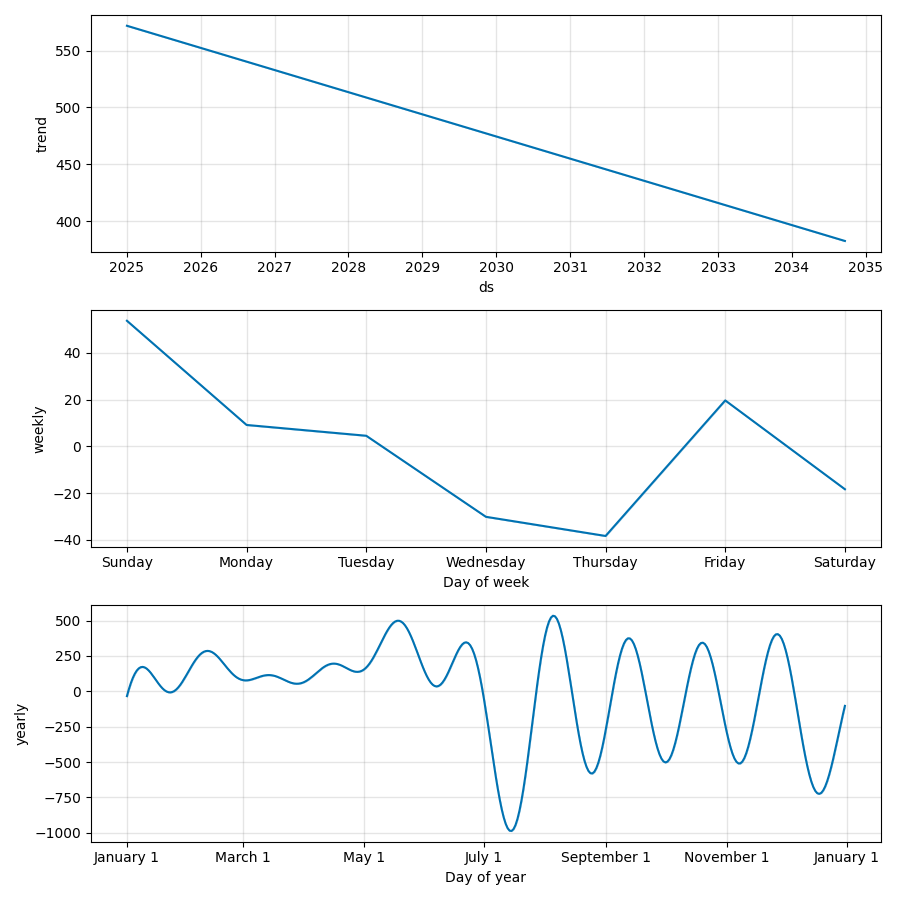 550
500
450
400
trend
2025 2026 2027 2028 2029 2030 2031 2032 2033 2034 2035
ds
40
20
0
−20
−40
weekly
Sunday Monday Tuesday Wednesday Thursday Friday Saturday
Day of week
500
250
0
−250
−500
−750
−1000
yearly
January 1 March 1 May 1 July 1 September 1 November 1 January 1
Day of year